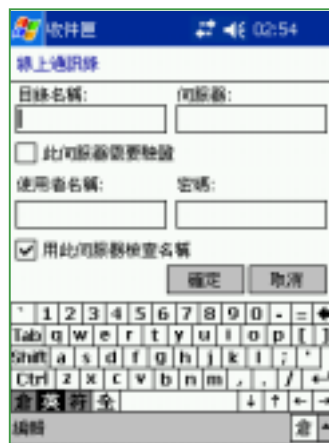 收件匣 02:54
線上通訊錄
目錄名稱: 伺服器:
此伺服器需要驗證
使用者名稱: 密碼:
用此伺服器檢查名稱
確定 取消
` 1 2 3 4 5 6 7 8 9 0 - =
Tab q w e r t y u i o p [ ]
Shift a s d f g h j k l ; '
Ctrl z x c v b n m , . / ↵
倉 英 符 全 ↓ ↑ ← →
編輯 倉